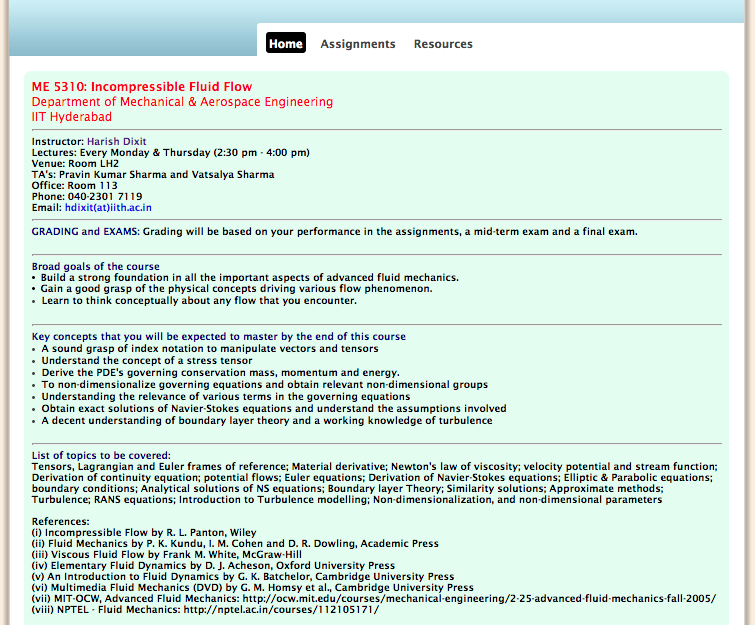 Home Assignments Resources
ME 5310: Incompressible Fluid Flow
Department of Mechanical & Aerospace Engineering
IIT Hyderabad
Instructor: Harish Dixit
Lectures: Every Monday & Thursday (2:30 pm - 4:00 pm)
Venue: Room LH2
TA's: Pravin Kumar Sharma and Vatsalya Sharma
Office: Room 113
Phone: 040-2301 7119
Email: hdixit(at)iith.ac.in
GRADING and EXAMS: Grading will be based on your performance in the assignments, a mid-term exam and a final exam.
Broad goals of the course
• Build a strong foundation in all the important aspects of advanced fluid mechanics.
• Gain a good grasp of the physical concepts driving various flow phenomenon.
• Learn to think conceptually about any flow that you encounter.
Key concepts that you will be expected to master by the end of this course
• A sound grasp of index notation to manipulate vectors and tensors
• Understand the concept of a stress tensor
• Derive the PDE's governing conservation mass, momentum and energy.
• To non-dimensionalize governing equations and obtain relevant non-dimensional groups
• Understanding the relevance of various terms in the governing equations
• Obtain exact solutions of Navier-Stokes equations and understand the assumptions involved
• A decent understanding of boundary layer theory and a working knowledge of turbulence
List of topics to be covered:
Tensors, Lagrangian and Euler frames of reference; Material derivative; Newton's law of viscosity; velocity potential and stream function;
Derivation of continuity equation; potential flows; Euler equations; Derivation of Navier-Stokes equations; Elliptic & Parabolic equations;
boundary conditions; Analytical solutions of NS equations; Boundary layer Theory; Similarity solutions; Approximate methods;
Turbulence; RANS equations; Introduction to Turbulence modelling; Non-dimensionalization, and non-dimensional parameters
References:
(i) Incompressible Flow by R. L. Panton, Wiley
(ii) Fluid Mechanics by P. K. Kundu, I. M. Cohen and D. R. Dowling, Academic Press
(iii) Viscous Fluid Flow by Frank M. White, McGraw-Hill
(iv) Elementary Fluid Dynamics by D. J. Acheson, Oxford University Press
(v) An Introduction to Fluid Dynamics by G. K. Batchelor, Cambridge University Press
(vi) Multimedia Fluid Mechanics (DVD) by G. M. Homsy et al., Cambridge University Press
(vii) MIT-OCW, Advanced Fluid Mechanics: http://ocw.mit.edu/courses/mechanical-engineering/2-25-advanced-fluid-mechanics-fall-2005/
(viii) NPTEL - Fluid Mechanics: http://nptel.ac.in/courses/112105171/